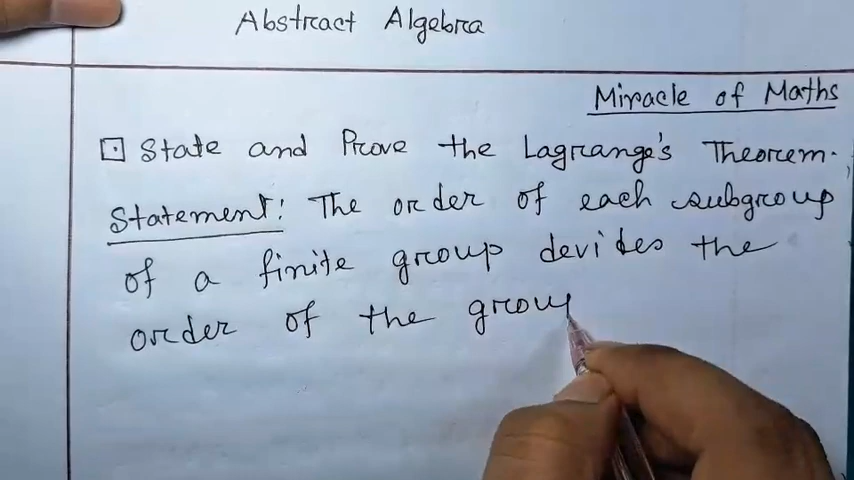 Abstract Algebra
Miracle of Maths
State and Prove the Lagrange's Theorem.
Statement: The order of each subgroup
of a finite group devides the
order of the group